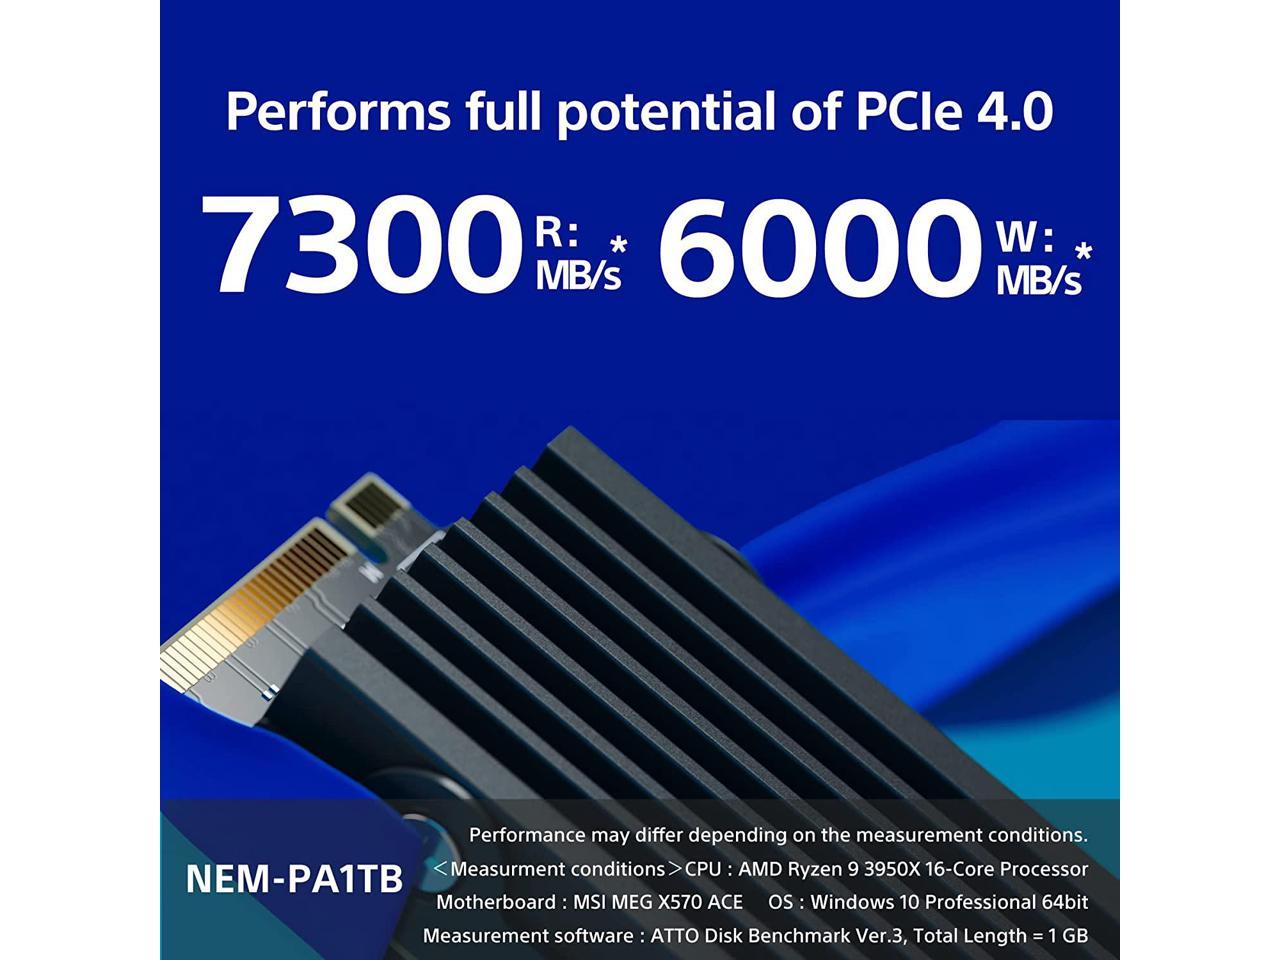 Performs full potential of PCIe 4.0
7300 R: MB/s* 6000 W: MB/s*
Performance may differ depending on the measurement conditions.
NEM-PA1TB
<Measurment conditions>CPU : AMD Ryzen 9 3950X 16-Core Processor
Motherboard : MSI MEG X570 ACE OS : Windows 10 Professional 64bit
Measurement software : ATTO Disk Benchmark Ver.3, Total Length = 1 GB